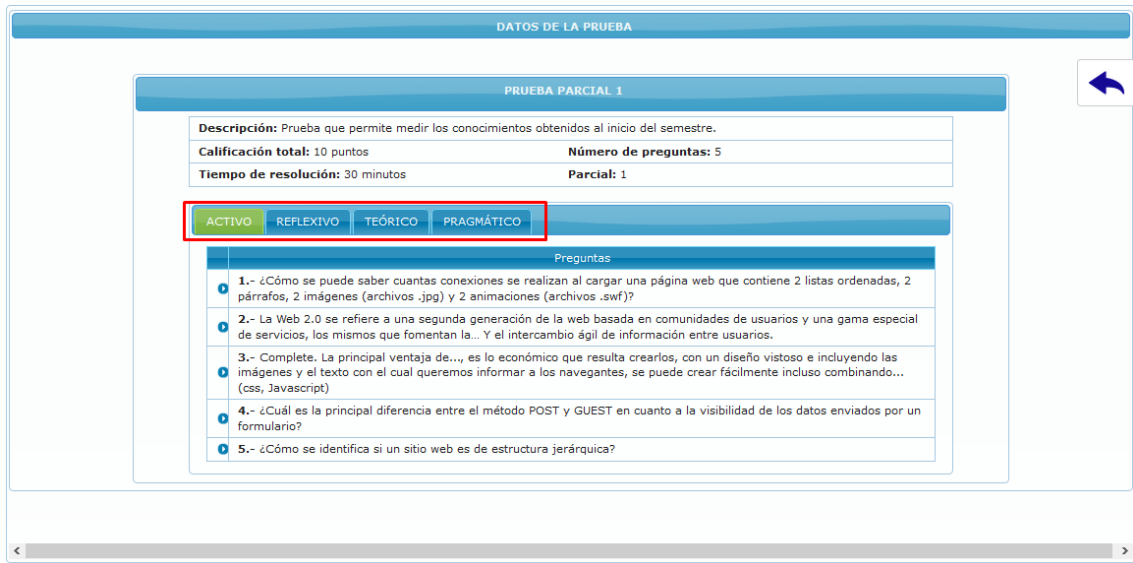 DATOS DE LA PRUEBA
PRUEBA PARCIAL 1
Descripción: Prueba que permite medir los conocimientos obtenidos al inicio del semestre.
Calificación total: 10 puntos Número de preguntas: 5
Tiempo de resolución: 30 minutos Parcial: 1
ACTIVO REFLEXIVO TEÓRICO PRAGMÁTICO
Preguntas
1.- ¿Cómo se puede saber cuantas conexiones se realizan al cargar una página web que contiene 2 listas ordenadas, 2
párrafos, 2 imágenes (archivos .jpg) y 2 animaciones (archivos .swf)?
2.- La Web 2.0 se refiere a una segunda generación de la web basada en comunidades de usuarios y una gama especial
de servicios, los mismos que fomentan la... Y el intercambio ágil de información entre usuarios.
3.- Complete. La principal ventaja de..., es lo económico que resulta crearlos, con un diseño vistoso e incluyendo las
imágenes y el texto con el cual queremos informar a los navegantes, se puede crear fácilmente incluso combinando...
(css, Javascript)
4.- ¿Cuál es la principal diferencia entre el método POST y GUEST en cuanto a la visibilidad de los datos enviados por un
formulario?
5.- ¿Cómo se identifica si un sitio web es de estructura jerárquica?